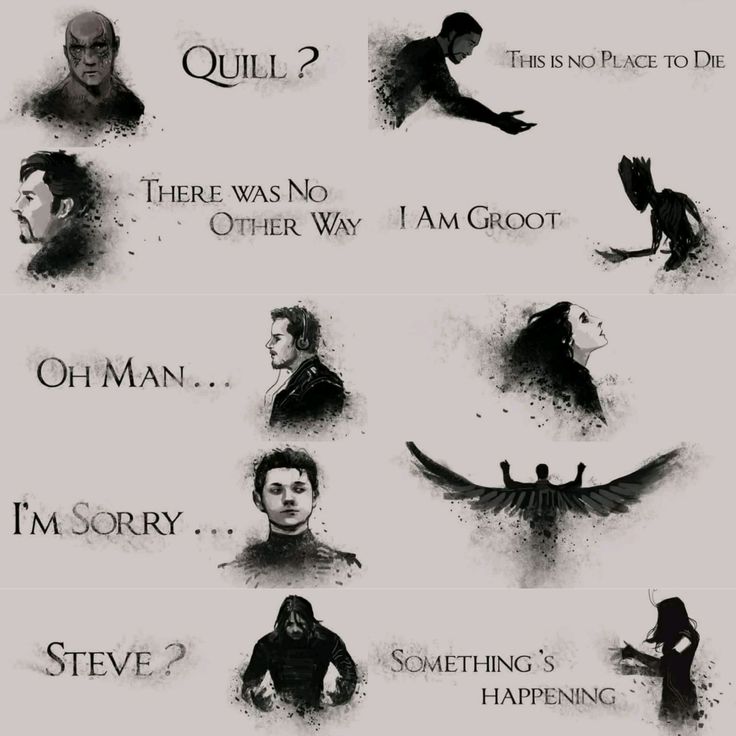 Quill?
This is no Place to Die
There was No
Other Way
I Am Groot
Oh Man...
I'm Sorry...
Steve?
Something's
happening